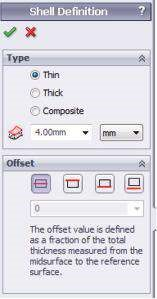 Shell Definition ?
Type
Thin
Thick
Composite
4.00mm mm
Offset
0
The offset value is defined
as a fraction of the total
thickness measured from the
midsurface to the reference
surface.